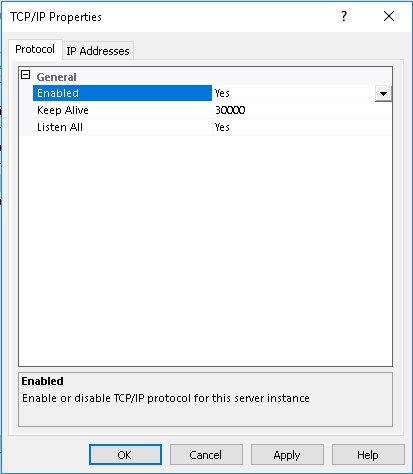 TCP/IP Properties
Protocol IP Addresses
General
Enabled Yes
Keep Alive 30000
Listen All Yes
Enabled
Enable or disable TCP/IP protocol for this server instance
OK Cancel Apply Help